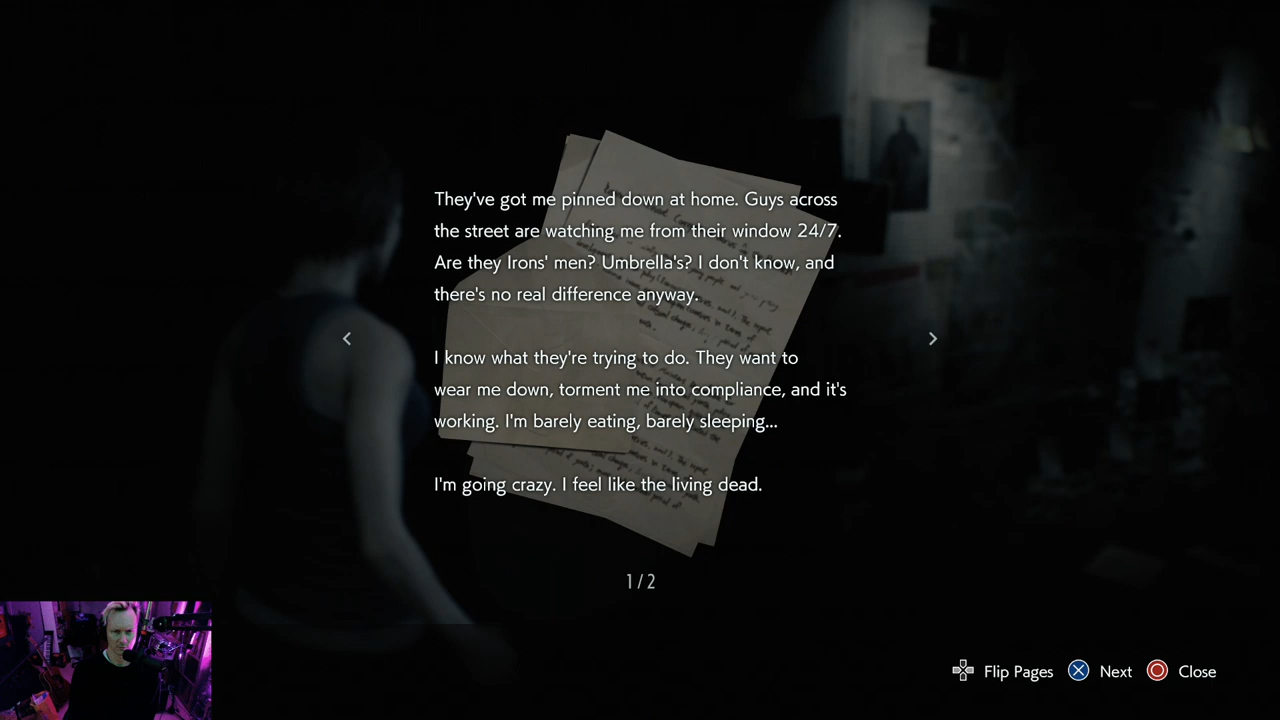 They've got me pinned down at home. Guys across
the street are watching me from their window 24/7.
Are they Irons' men? Umbrella's? I don't know, and
there's no real difference anyway.
I know what they're trying to do. They want to
wear me down, torment me into compliance, and it's
working. I'm barely eating, barely sleeping...
I'm going crazy. I feel like the living dead.
1/2
Flip Pages Next Close